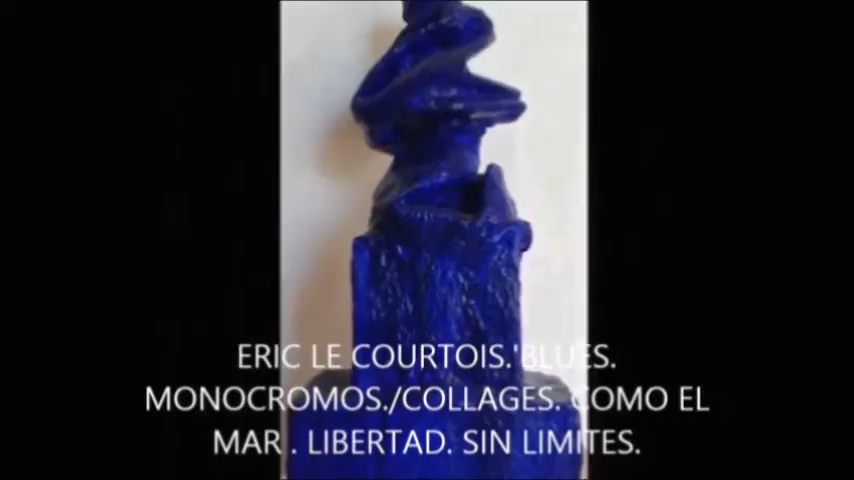 ERIC LE COURTOIS.'BLUES.
MONOCROMOS./COLLAGES. COMO EL
MAR . LIBERTAD. SIN LIMITES.